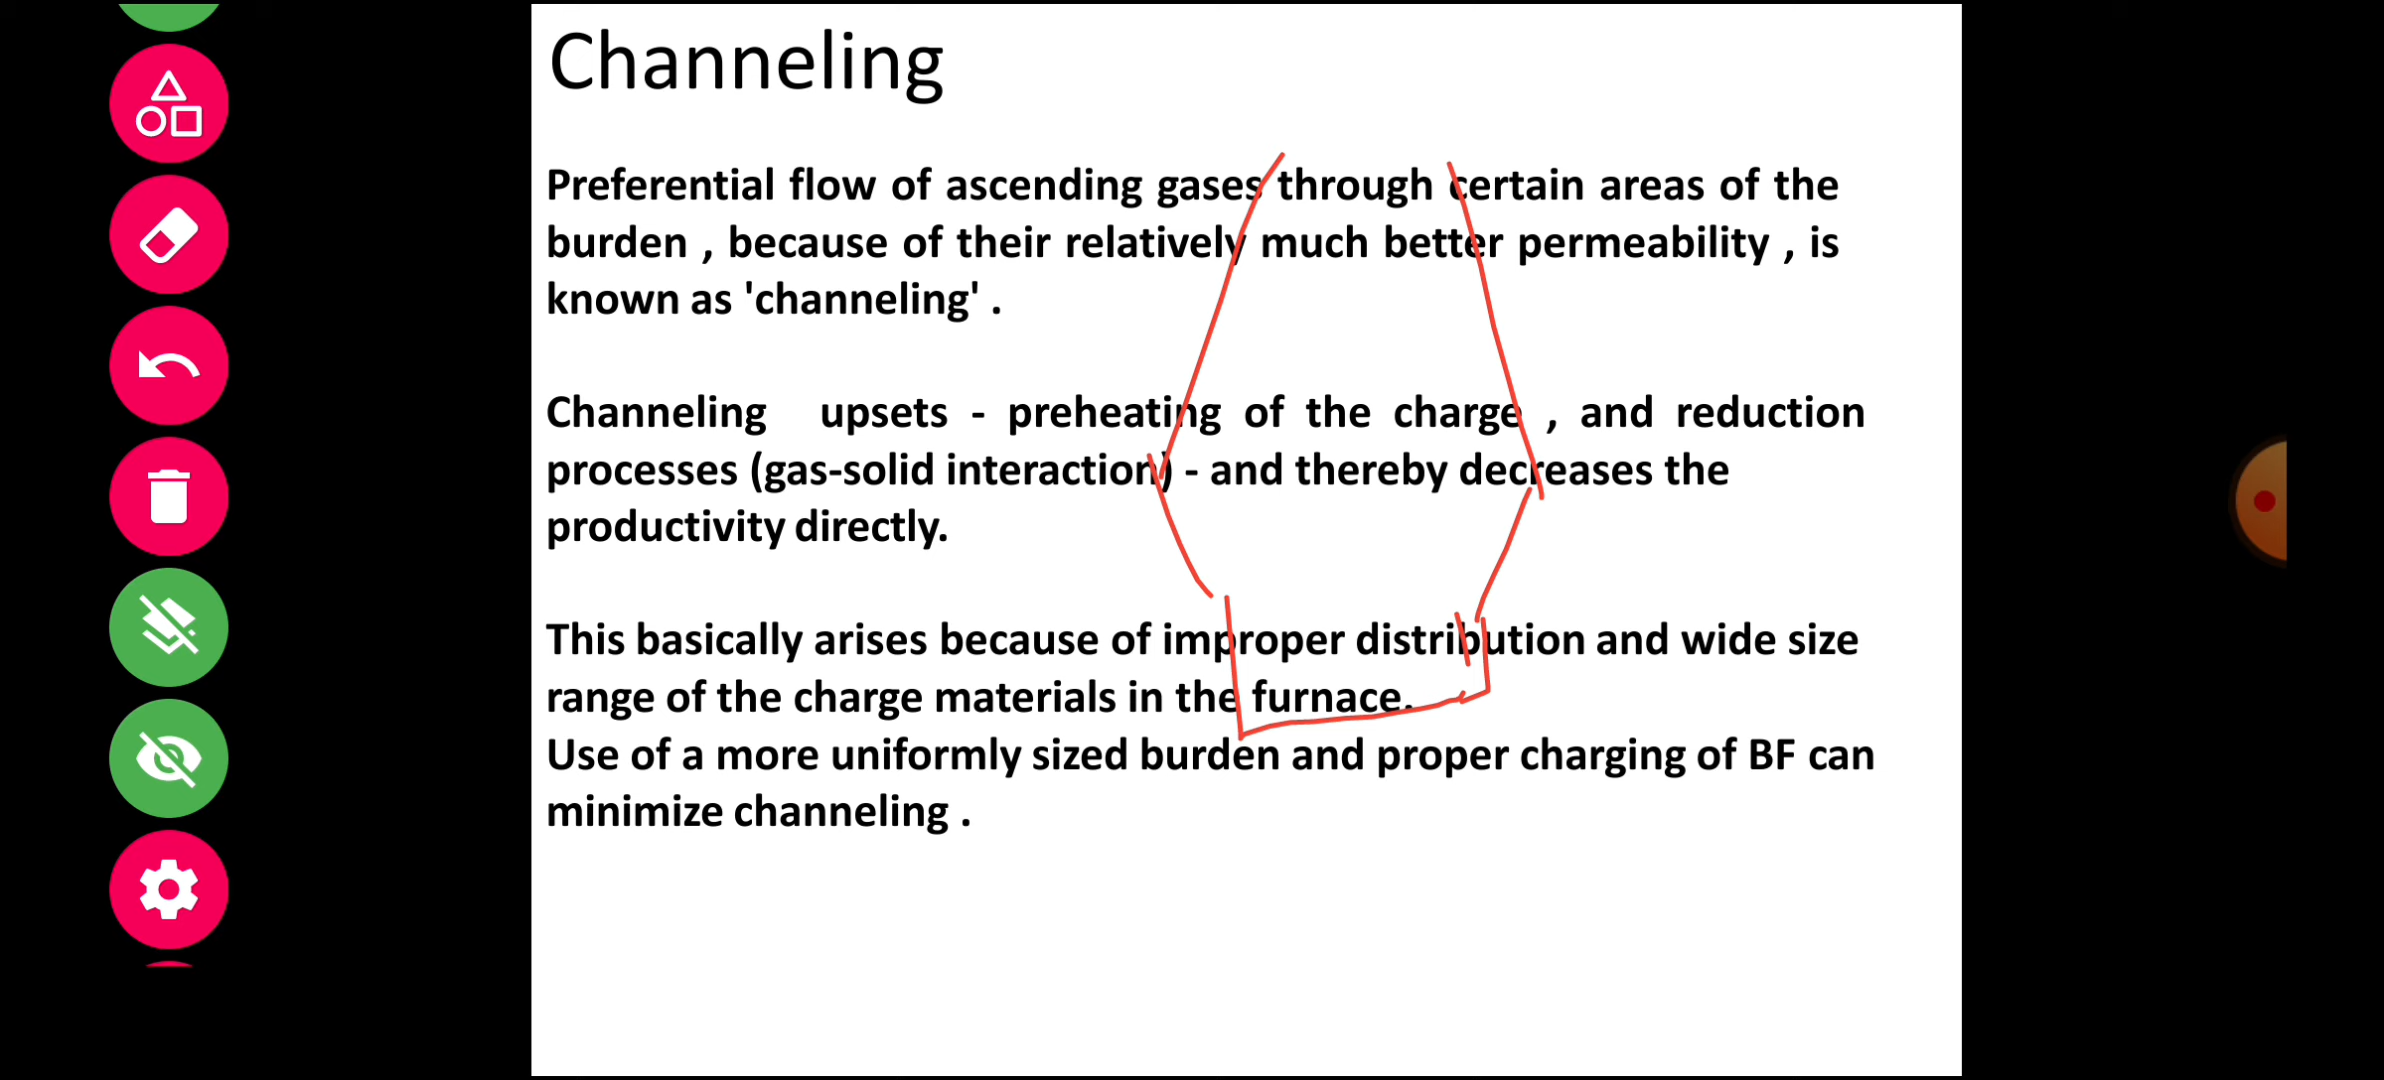 Channeling
Preferential flow of ascending gases through certain areas of the
burden , because of their relatively much better permeability , is
known as 'channeling' .
Channeling upsets - preheating of the charge , and reduction
processes (gas-solid interaction) - and thereby decreases the
productivity directly.
This basically arises because of improper distribution and wide size
range of the charge materials in the furnace.
Use of a more uniformly sized burden and proper charging of BF can
minimize channeling .